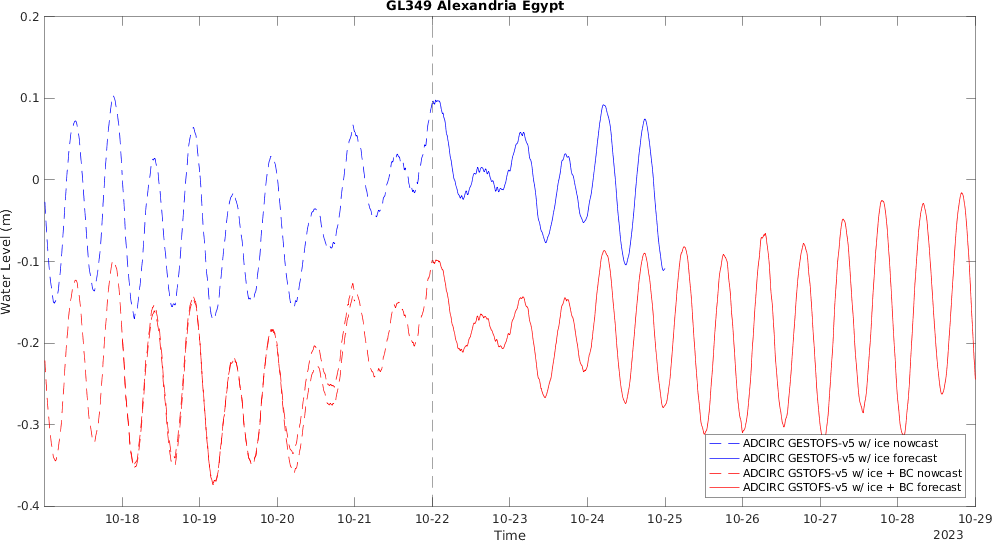 GL349 Alexandria Egypt
0.2
0.1
0
-0.1
-0.2
-0.3
-0.4
Water Level (m)
10-18 10-19 10-20 10-21 10-22 10-23 10-24 10-25 10-26 10-27 10-28 10-29
Time
2023
ADCIRC GESTOFS-v5 w/ ice nowcast
ADCIRC GESTOFS-v5 w/ ice forecast
ADCIRC GSTOFS-v5 w/ ice + BC nowcast
ADCIRC GSTOFS-v5 w/ ice + BC forecast